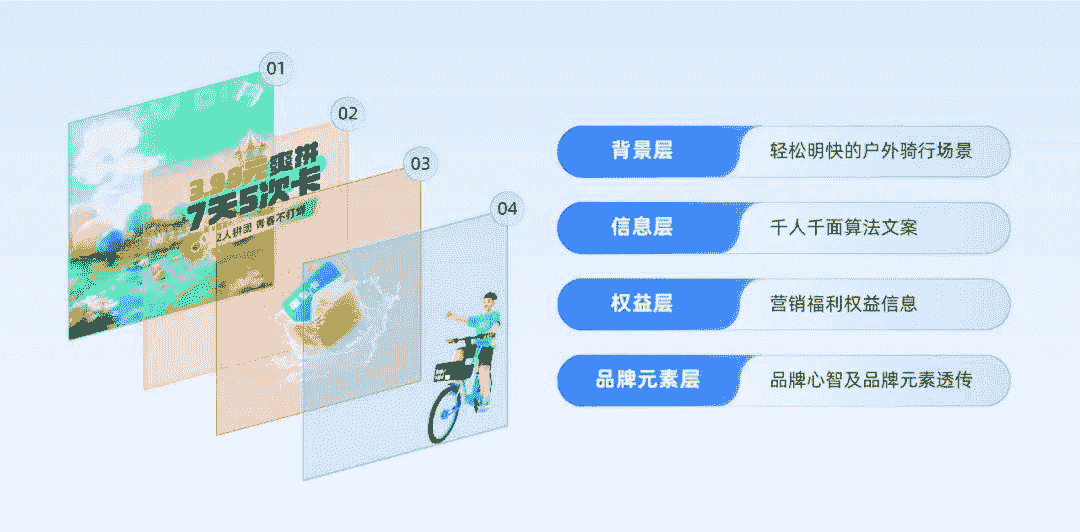 01
02
03
04
3.99元爽拼
7天5次卡
2人拼团 青春不打烊
背景层
轻松明快的户外骑行场景
信息层
千人千面算法文案
权益层
营销福利权益信息
品牌元素层
品牌心智及品牌元素透传